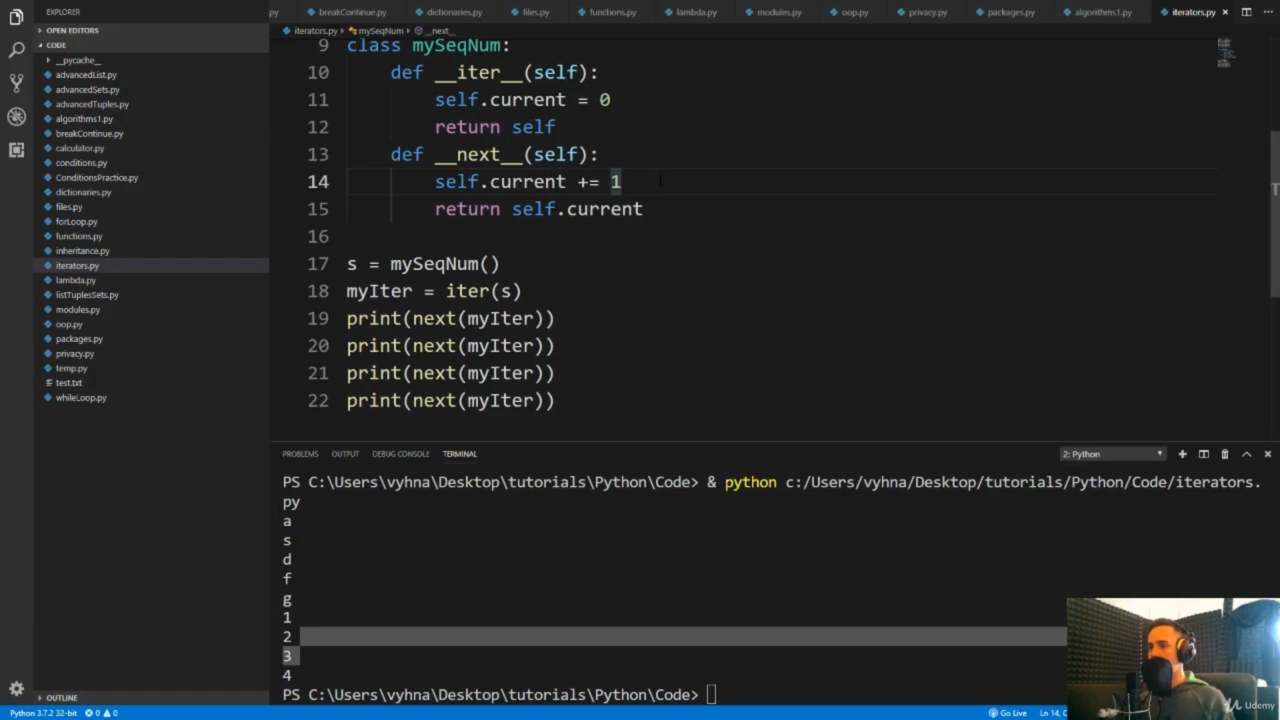 EXPLORER
OPEN EDITORS
CODE
__pycache__
advancedList.py
advancedSets.py
advancedTuples.py
algorithms1.py
breakContinue.py
calculator.py
conditions.py
ConditionsPractice.py
dictionaries.py
files.py
forLoop.py
functions.py
inheritance.py
iterators.py
lambda.py
listTuplesSets.py
modules.py
oop.py
packages.py
privacy.py
temp.py
test.txt
whileLoop.py
OUTLINE
py breakContinue.py dictionaries.py files.py functions.py lambda.py modules.py oop.py privacy.py packages.py algorithms1.py iterators.py
iterators.py mySeqNum __next__
9 class mySeqNum:
10 def __iter__(self):
11 self.current = 0
12 return self
13 def __next__(self):
14 self.current += 1
15 return self.current
16
17 s = mySeqNum()
18 myIter = iter(s)
19 print(next(myIter))
20 print(next(myIter))
21 print(next(myIter))
22 print(next(myIter))
PROBLEMS OUTPUT DEBUG CONSOLE TERMINAL 2: Python
PS C:\Users\vyhna\Desktop\tutorials\Python\Code> & python c:/Users/vyhna/Desktop/tutorials/Python/Code/iterators.
py
a
s
d
f
g
1
2
3
4
PS C:\Users\vyhna\Desktop\tutorials\Python\Code>
Udemy
Python 3.7.2 32-bit 0 0 Go Live Ln 14,